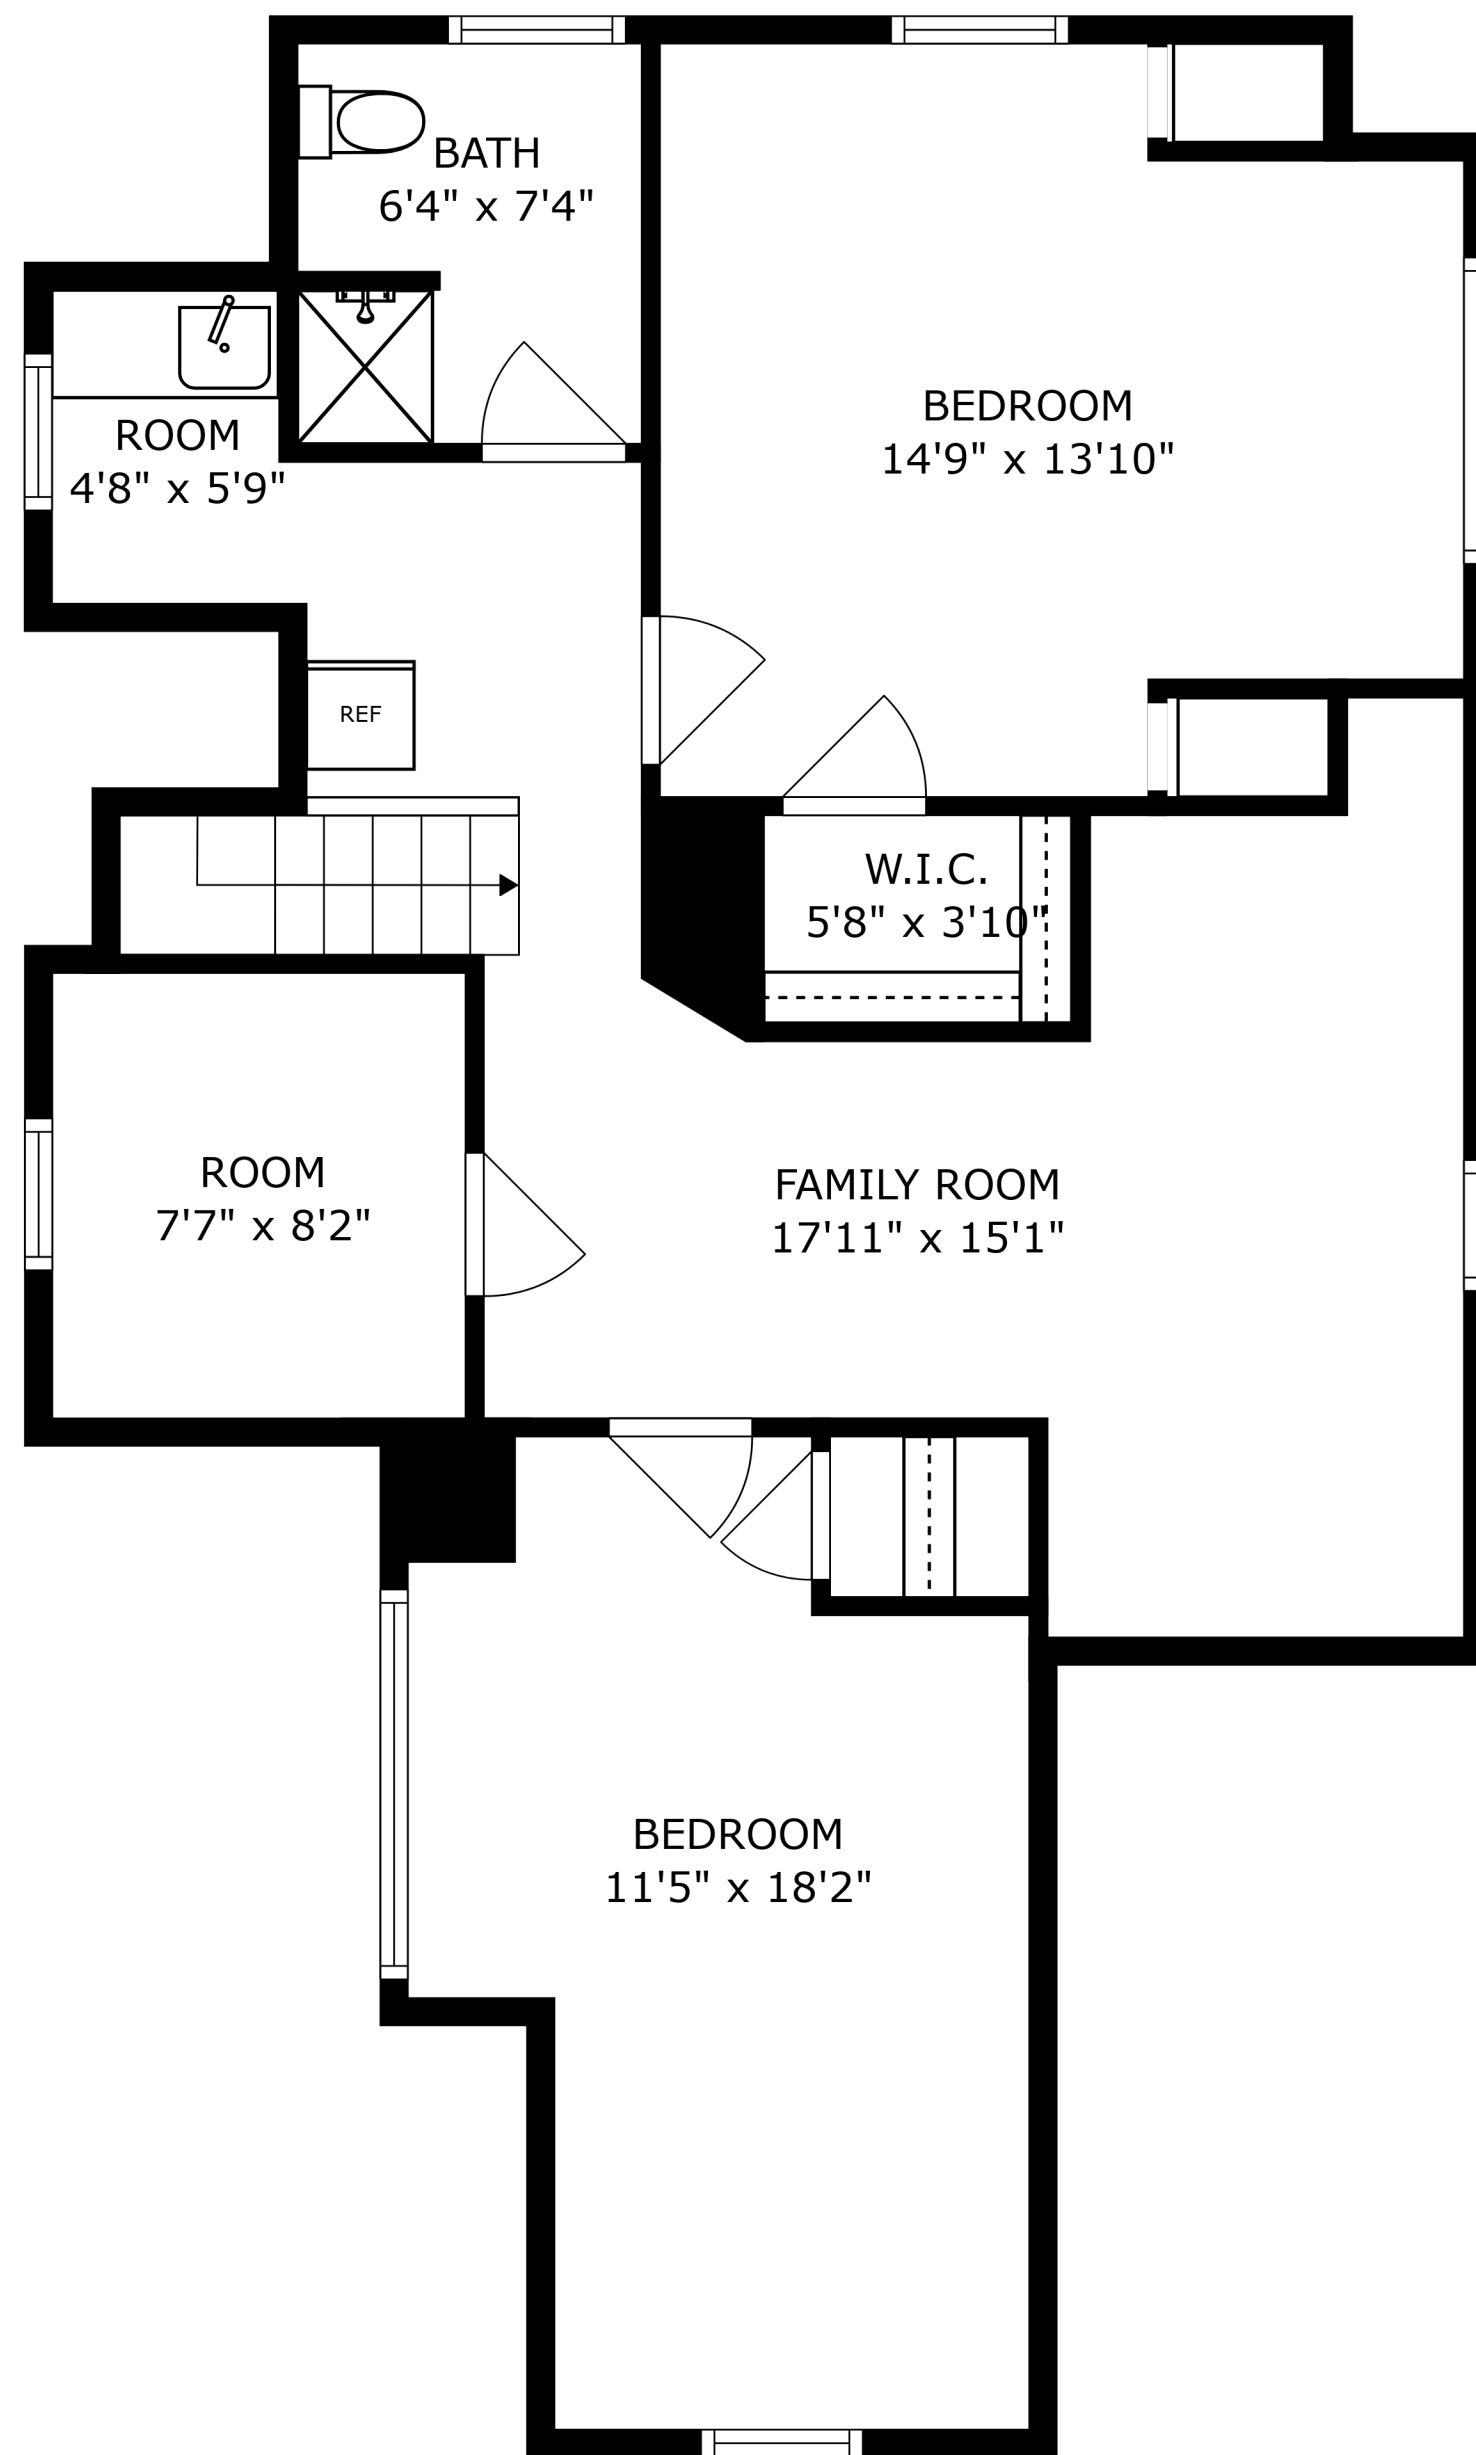 BATH
6'4" x 7'4"
BEDROOM
14'9" x 13'10"
ROOM
4'8" x 5'9"
REF
W.I.C.
5'8" x 3'10"
ROOM
7'7" x 8'2"
FAMILY ROOM
17'11" x 15'1"
BEDROOM
11'5" x 18'2"